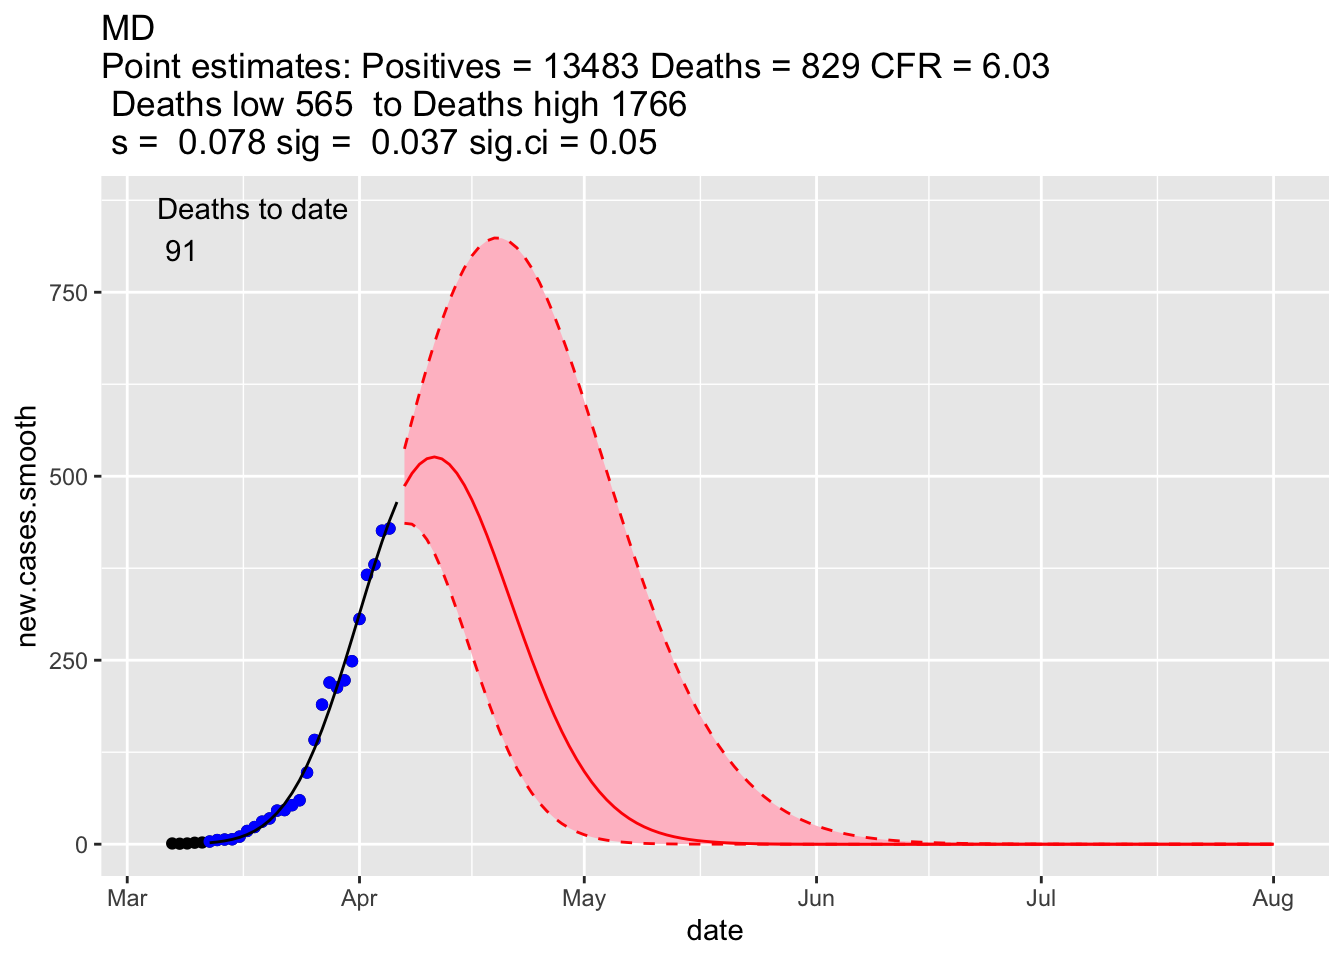 MD
Point estimates: Positives = 13483 Deaths = 829 CFR = 6.03
Deaths low 565  to Deaths high 1766
s =  0.078 sig =  0.037 sig.ci = 0.05
Deaths to date
91
750
500
250
0
new.cases.smooth
Mar Apr May Jun Jul Aug
date